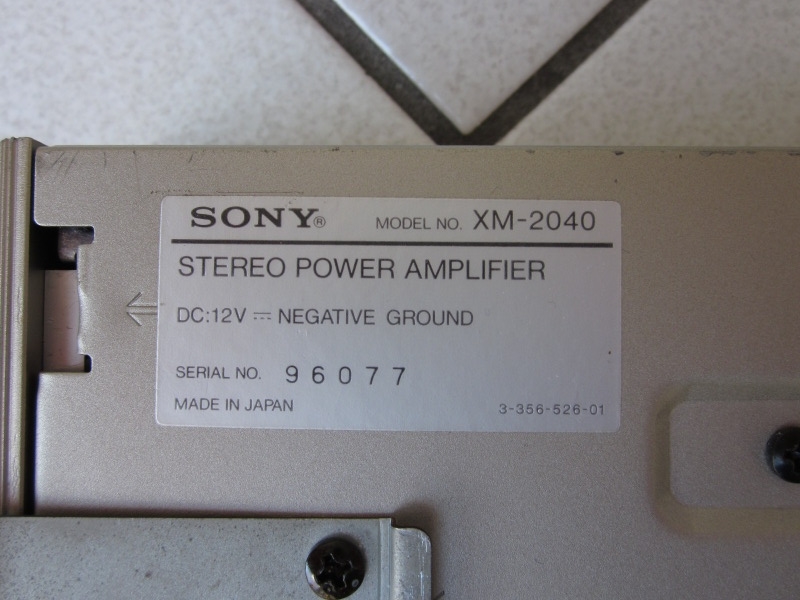 SONY® MODEL NO. XM-2040
STEREO POWER AMPLIFIER
DC:12V ⎓ NEGATIVE GROUND
SERIAL NO. 96077
MADE IN JAPAN 3-356-526-01